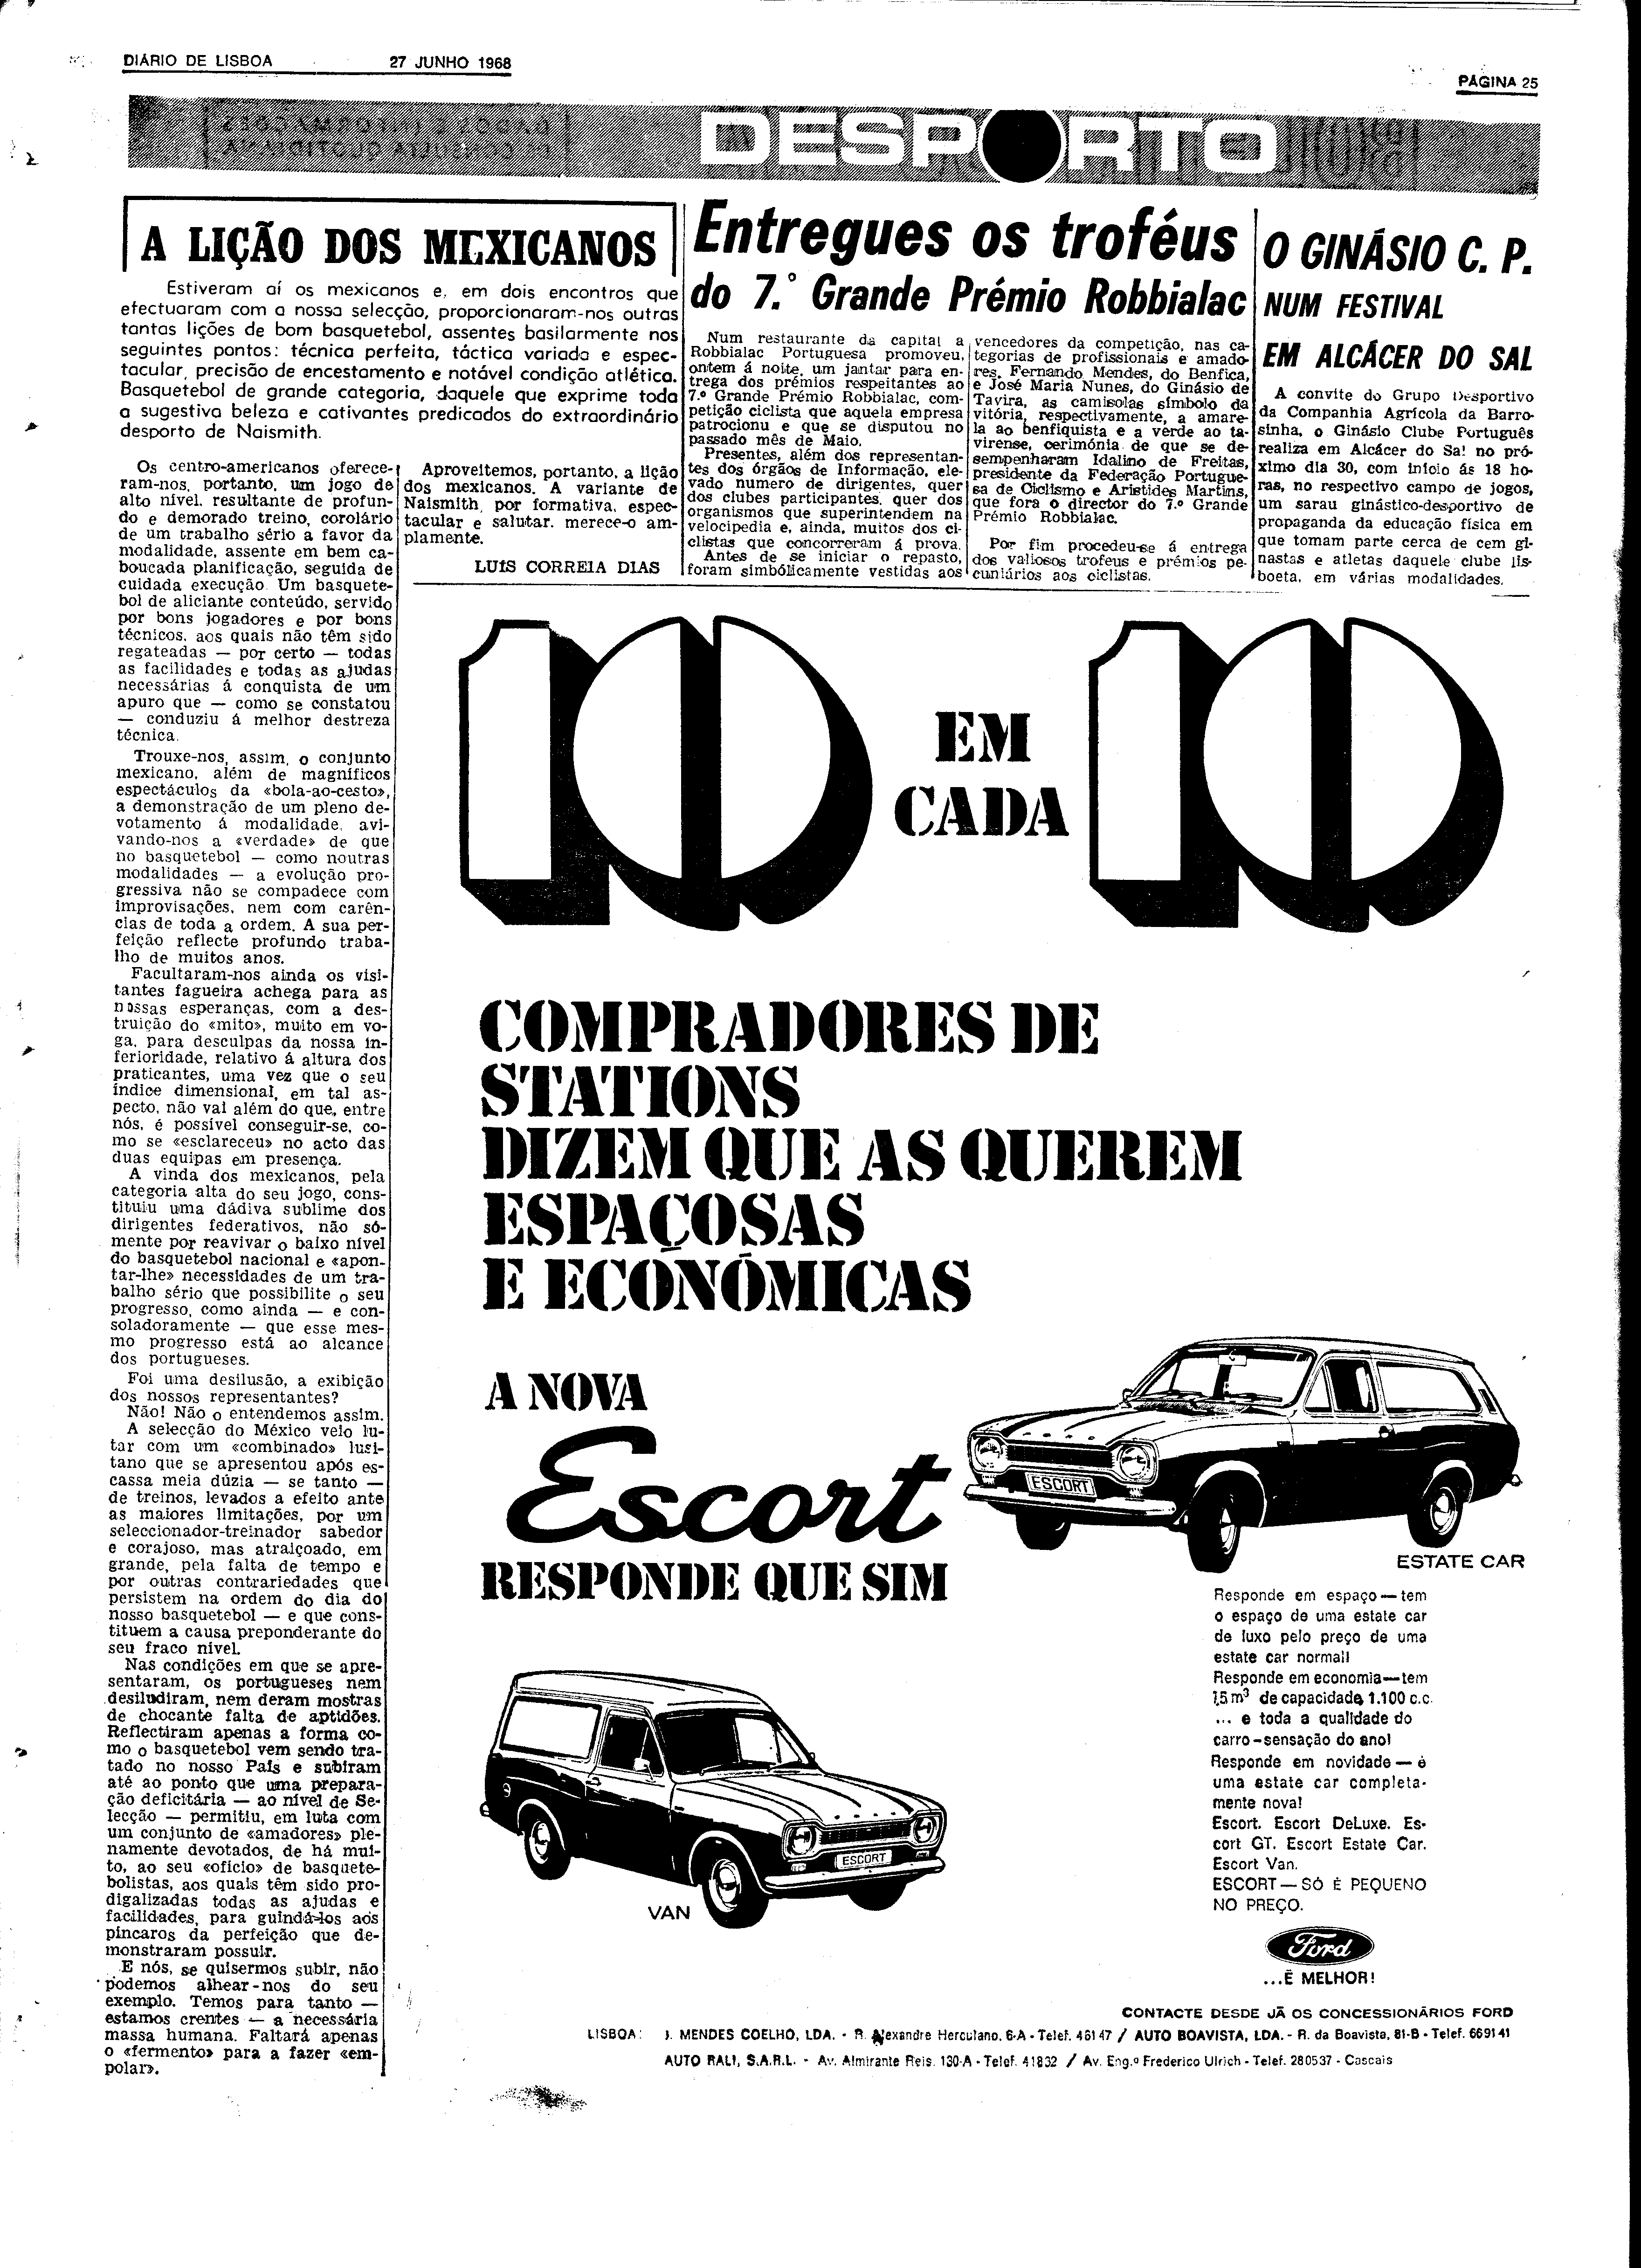 DIÁRIO DE LISBOA
27 JUNHO 1968
PÁGINA 25
DESPORTO
A LIÇÃO DOS MEXICANOS
Estiveram aí os mexicanos e, em dois encontros que
efectuaram com a nossa selecção, proporcionaram-nos outras
tantas lições de bom basquetebol, assentes basilarmente nos
seguintes pontos: técnica perfeita, táctica variada e espec-
tacular, precisão de encestamento e notável condição atlética.
Basquetebol de grande categoria, daquele que exprime toda
a sugestiva beleza e cativantes predicados do extraordinário
desporto de Naismith.
Os centro-americanos oferece-
ram-nos, portanto, um jogo de
alto nível, resultante de profun-
do e demorado treino, corolário
de um trabalho sério a favor da
modalidade, assente em bem ca-
boucada planificação, seguida de
cuidada execução. Um basquete-
bol de aliciante conteúdo, servido
por bons jogadores e por bons
técnicos, aos quais não têm sido
regateadas — por certo — todas
as facilidades e todas as ajudas
necessárias á conquista de um
apuro que — como se constatou
— conduziu á melhor destreza
técnica.
Trouxe-nos, assim, o conjunto
mexicano, além de magníficos
espectáculos da «bola-ao-cesto»,
a demonstração de um pleno de-
votamento á modalidade, avi-
vando-nos a «verdade» de que
no basquetebol — como noutras
modalidades — a evolução pro-
gressiva não se compadece com
improvisações, nem com carên-
cias de toda a ordem. A sua per-
feição reflecte profundo traba-
lho de muitos anos.
Facultaram-nos ainda os visi-
tantes fagueira achega para as
nossas esperanças, com a des-
truição do «mito», muito em vo-
ga, para desculpas da nossa in-
ferioridade, relativo á altura dos
praticantes, uma vez que o seu
índice dimensional, em tal as-
pecto, não vai além do que, entre
nós, é possível conseguir-se, co-
mo se «esclareceu» no acto das
duas equipas em presença.
A vinda dos mexicanos, pela
categoria alta do seu jogo, cons-
tituiu uma dádiva sublime dos
dirigentes federativos, não só-
mente por reavivar o baixo nível
do basquetebol nacional e «apon-
tar-lhe» necessidades de um tra-
balho sério que possibilite o seu
progresso, como ainda — e con-
soladoramente — que esse mes-
mo progresso está ao alcance
dos portugueses.
Foi uma desilusão, a exibição
dos nossos representantes?
Não! Não o entendemos assim.
A selecção do México veio lu-
tar com um «combinado» lusi-
tano que se apresentou após es-
cassa meia dúzia — se tanto —
de treinos, levados a efeito ante
as maiores limitações, por um
seleccionador-treinador sabedor
e corajoso, mas atraiçoado, em
grande, pela falta de tempo e
por outras contrariedades que
persistem na ordem do dia do
nosso basquetebol — e que cons-
tituem a causa preponderante do
seu fraco nível.
Nas condições em que se apre-
sentaram, os portugueses nem
desiludiram, nem deram mostras
de chocante falta de aptidões.
Reflectiram apenas a forma co-
mo o basquetebol vem sendo tra-
tado no nosso País e subiram
até ao ponto que uma prepara-
ção deficitária — ao nível de Se-
lecção — permitiu, em luta com
um conjunto de «amadores» ple-
namente devotados, de há mui-
to, ao seu «ofício» de basquete-
bolistas, aos quais têm sido pro-
digalizadas todas as ajudas e
facilidades, para guindá-los aos
píncaros da perfeição que de-
monstraram possuir.
E nós, se quisermos subir, não
podemos alhear-nos do seu
exemplo. Temos para tanto —
estamos crentes — a necessária
massa humana. Faltará apenas
o «fermento» para a fazer «em-
polar».
Aproveitemos, portanto, a lição
dos mexicanos. A variante de
Naismith, por formativa, espec-
tacular e salutar, merece-o am-
plamente.
LUÍS CORREIA DIAS
Entregues os troféus
do 7.º Grande Prémio Robbialac
Num restaurante da capital a
Robbialac Portuguesa promoveu,
ontem á noite, um jantar para en-
trega dos prémios respeitantes ao
7.º Grande Prémio Robbialac, com-
petição ciclista que aquela empresa
patrocionu e que se disputou no
passado mês de Maio.
Presentes, além dos representan-
tes dos órgãos de Informação, ele-
vado numero de dirigentes, quer
dos clubes participantes, quer dos
organismos que superintendem na
velocipedia e, ainda, muitos dos ci-
clistas que concorreram á prova.
Antes de se iniciar o repasto,
foram simbólicamente vestidas aos
vencedores da competição, nas ca-
tegorias de profissionais e amado-
res, Fernando Mendes, do Benfica,
e José Maria Nunes, do Ginásio de
Tavira, as camisolas símbolo da
vitória, respectivamente, a amare-
la ao benfiquista e a verde ao ta-
virense, cerimónia de que se de-
sempenharam Idalino de Freitas,
presidente da Federação Portugue-
sa de Ciclismo e Aristides Martins,
que fora o director do 7.º Grande
Prémio Robbialac.
Por fim procedeu-se á entrega
dos valiosos trofeus e prémios pe-
cuniários aos ciclistas.
O GINÁSIO C. P.
NUM FESTIVAL
EM ALCÁCER DO SAL
A convite do Grupo Desportivo
da Companhia Agrícola da Barro-
sinha, o Ginásio Clube Português
realiza em Alcácer do Sal no pró-
ximo dia 30, com início ás 18 ho-
ras, no respectivo campo de jogos,
um sarau ginástico-desportivo de
propaganda da educação física em
que tomam parte cerca de cem gi-
nastas e atletas daquele clube lis-
boeta, em várias modalidades.
10 EM CADA 10
COMPRADORES DE
STATIONS
DIZEM QUE AS QUEREM
ESPAÇOSAS
E ECONÓMICAS
A NOVA
Escort
RESPONDE QUE SIM
ESCORT
ESTATE CAR
ESCORT
VAN
Responde em espaço — tem
o espaço de uma estate car
de luxo pelo preço de uma
estate car normal!
Responde em economia — tem
1,5 m³ de capacidade, 1.100 c.c.
... e toda a qualidade do
carro-sensação do ano!
Responde em novidade — é
uma estate car completa-
mente nova!
Escort. Escort DeLuxe. Es-
cort GT. Escort Estate Car.
Escort Van.
ESCORT — SÓ É PEQUENO
NO PREÇO.
Ford
...É MELHOR!
CONTACTE DESDE JÁ OS CONCESSIONÁRIOS FORD
LISBOA: J. MENDES COELHO, LDA. - R. Alexandre Herculano, 6-A - Telef. 461 47 / AUTO BOAVISTA, LDA. - R. da Boavista, 81-B - Telef. 669141
AUTO RALI, S.A.R.L. - Av. Almirante Reis, 130-A - Telef. 41832 / Av. Eng.º Frederico Ulrich - Telef. 280537 - Cascais